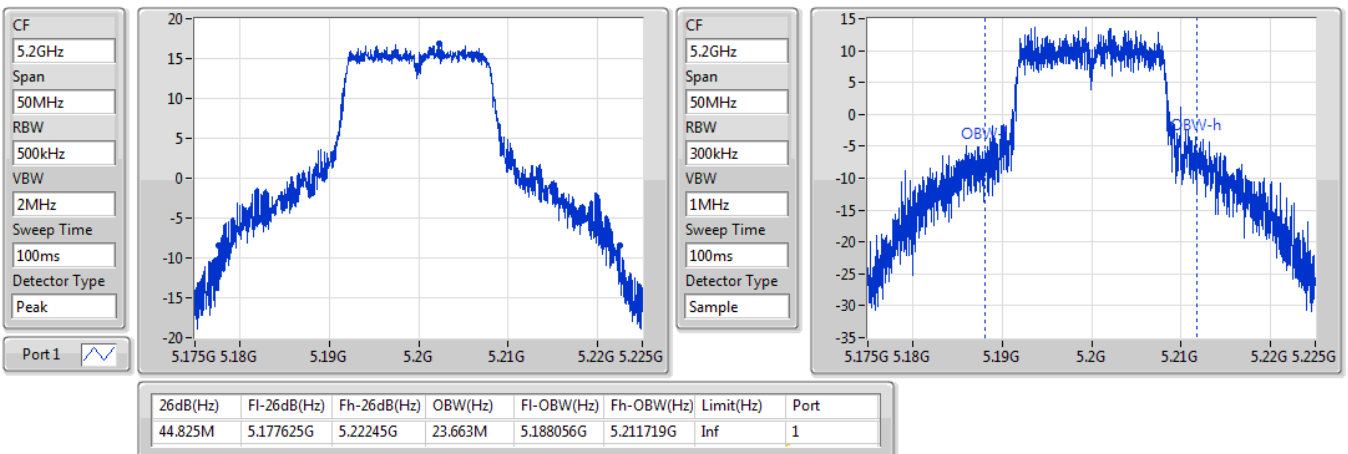 CF
5.2GHz
Span
50MHz
RBW
500kHz
VBW
2MHz
Sweep Time
100ms
Detector Type
Peak
Port 1
20
15
10
5
0
-5
-10
-15
-20
5.175G 5.18G 5.19G 5.2G 5.21G 5.22G 5.225G
CF
5.2GHz
Span
50MHz
RBW
300kHz
VBW
1MHz
Sweep Time
100ms
Detector Type
Sample
15
10
5
0
-5
-10
-15
-20
-25
-30
-35
OBW-h
5.175G 5.18G 5.19G 5.2G 5.21G 5.22G 5.225G
26dB(Hz) Fl-26dB(Hz) Fh-26dB(Hz) OBW(Hz) Fl-OBW(Hz) Fh-OBW(Hz) Limit(Hz) Port
44.825M 5.177625G 5.22245G 23.663M 5.188056G 5.211719G Inf 1